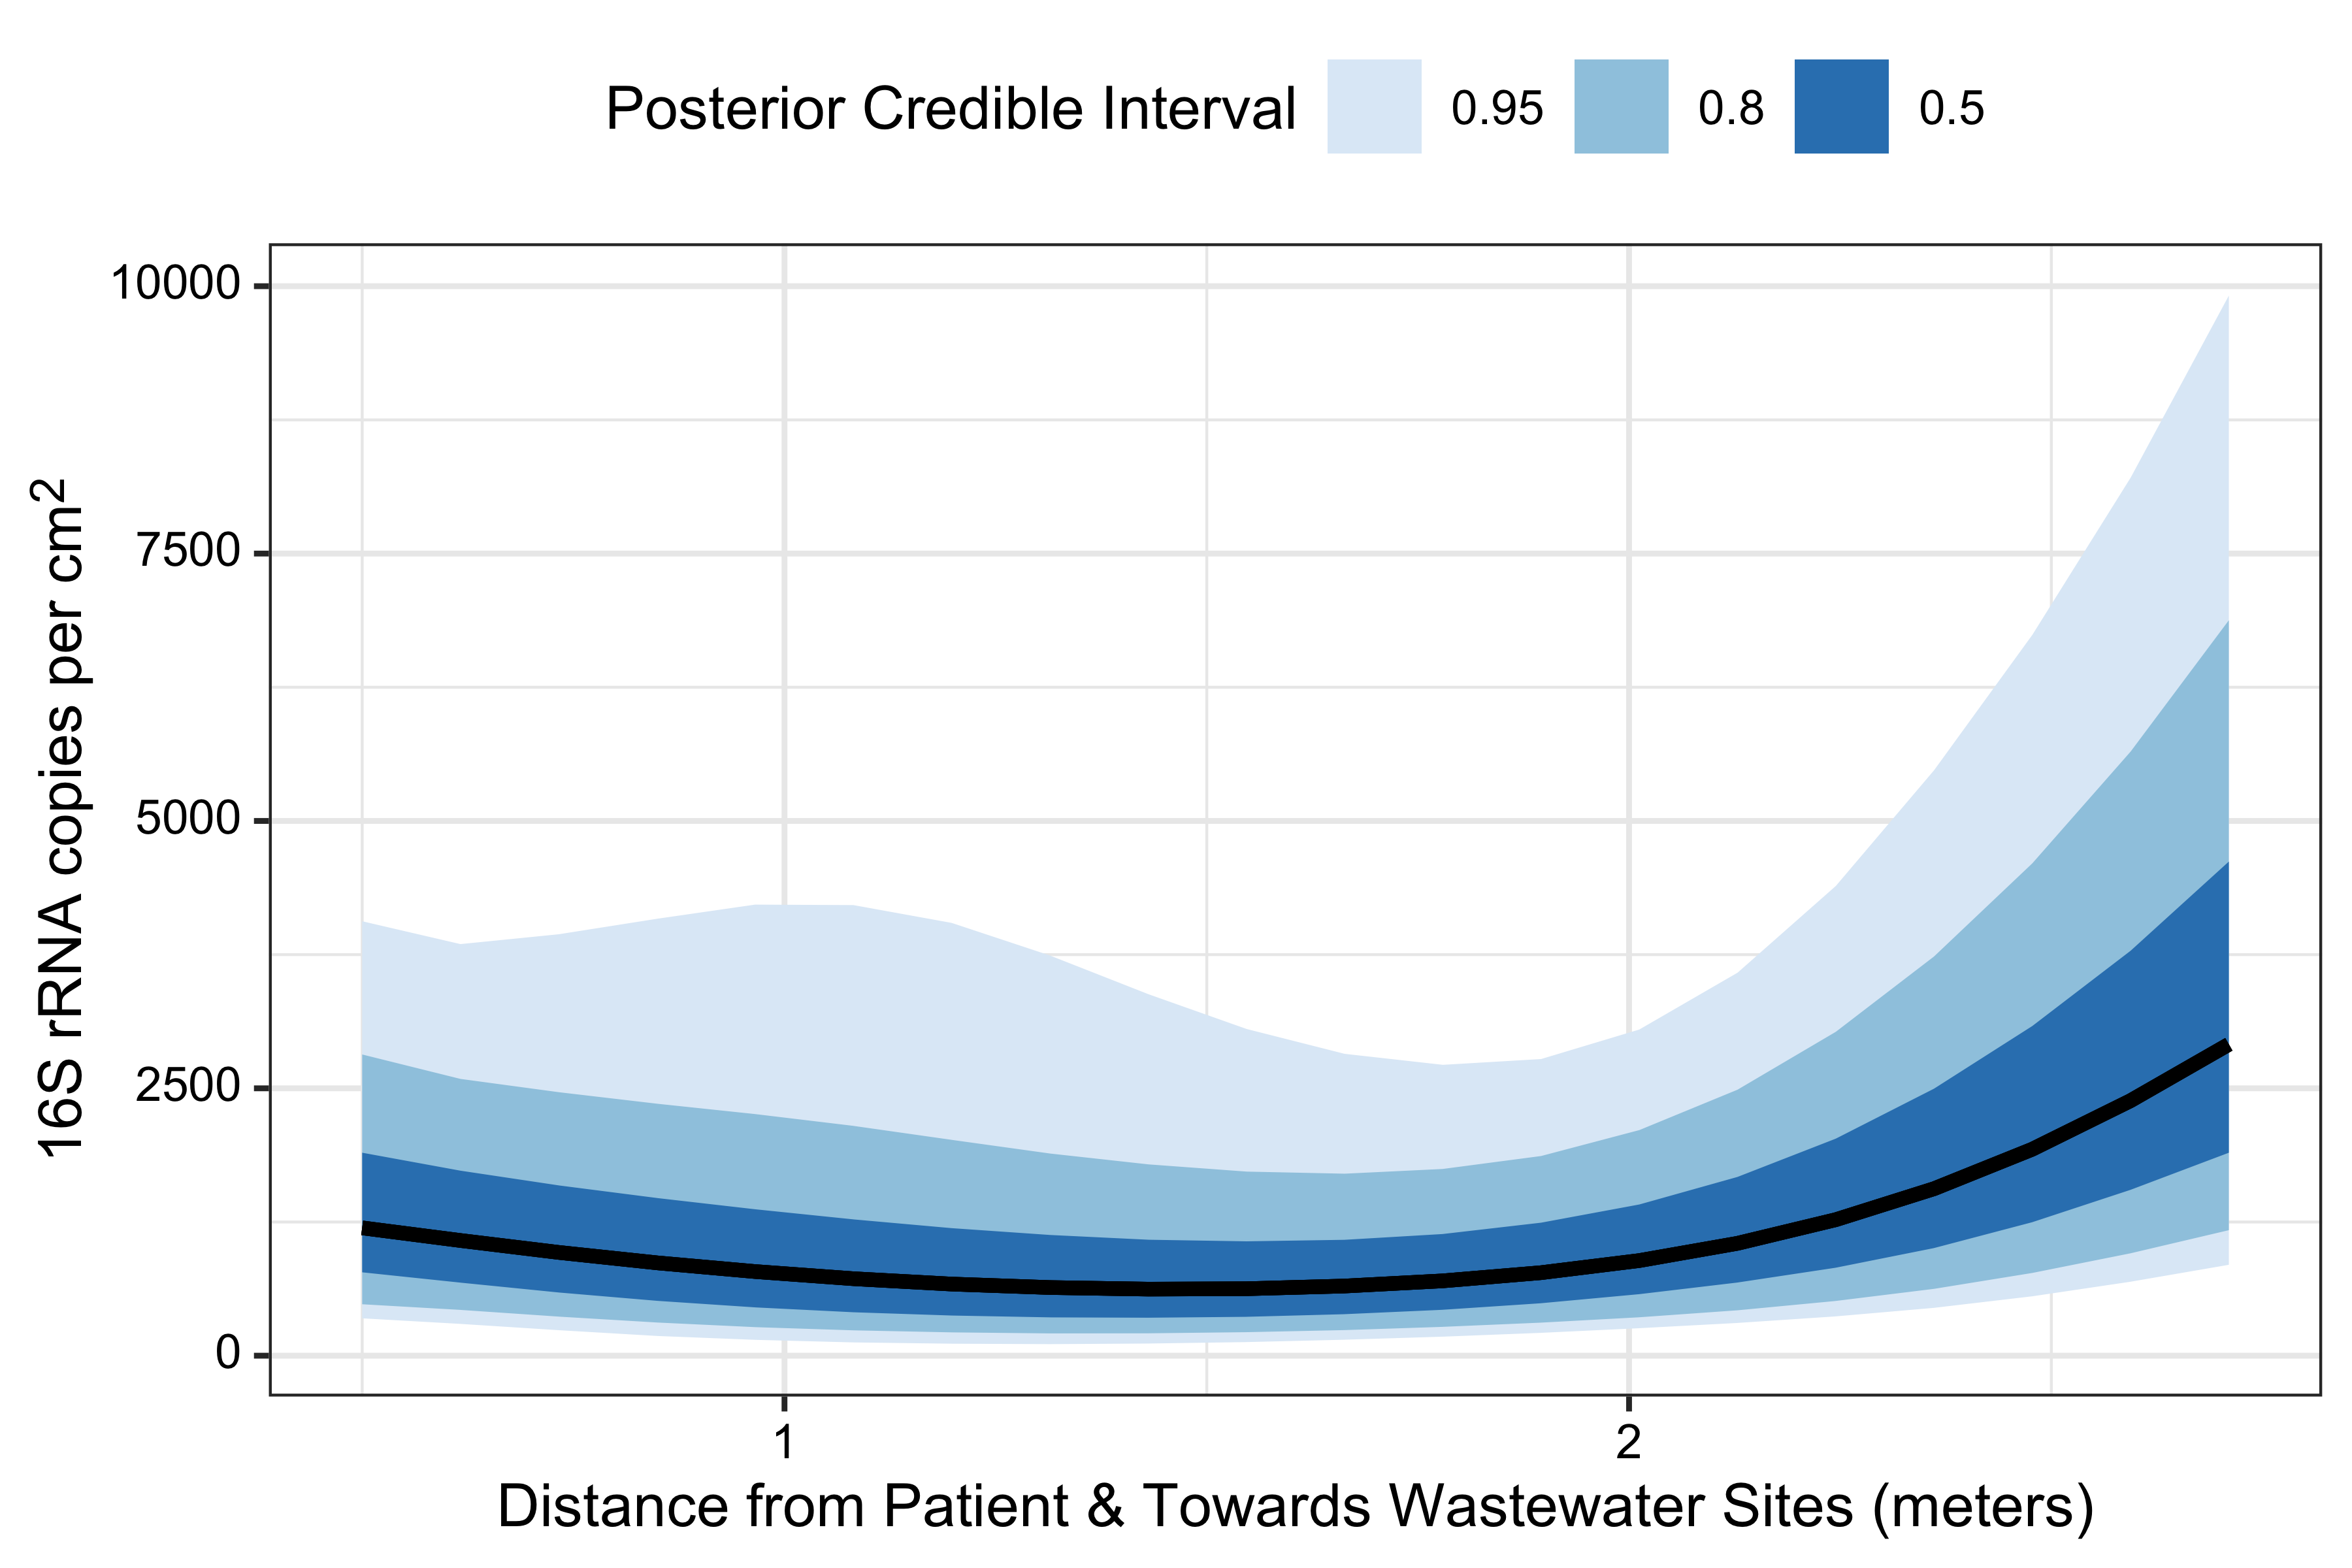 Posterior Credible Interval 0.95 0.8 0.5
16S rRNA copies per cm²
10000
7500
5000
2500
0
1 2
Distance from Patient & Towards Wastewater Sites (meters)